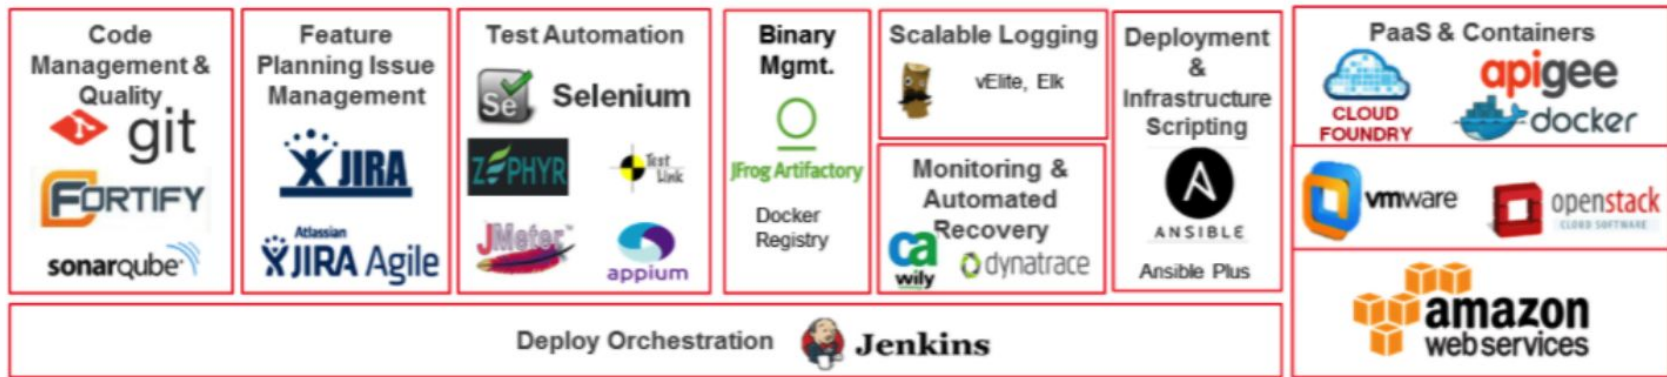 Code
Management &
Quality
git
FORTIFY
sonarqube
Feature
Planning Issue
Management
JIRA
Atlassian
JIRA Agile
Test Automation
Se
Selenium
ZEPHYR
Test
Link
JMeter™
appium
Binary
Mgmt.
JFrog Artifactory
Docker
Registry
Scalable Logging
vElite, Elk
Monitoring &
Automated
Recovery
ca
wily
dynatrace
Deployment
&
Infrastructure
Scripting
A
ANSIBLE
Ansible Plus
PaaS & Containers
CLOUD
FOUNDRY
apigee
docker
vmware
openstack
CLOUD SOFTWARE
amazon
webservices
Deploy Orchestration
Jenkins